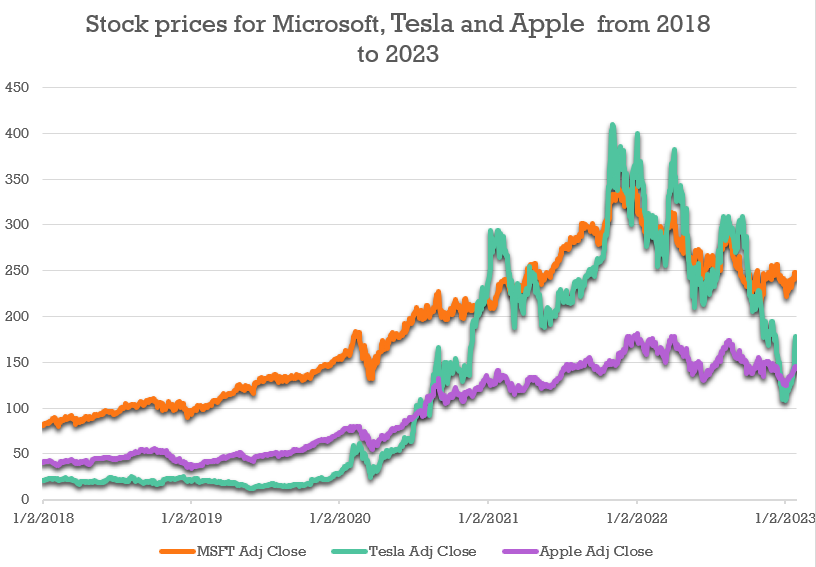 Stock prices for Microsoft, Tesla and Apple from 2018
to 2023
450
400
350
300
250
200
150
100
50
0
1/2/2018 1/2/2019 1/2/2020 1/2/2021 1/2/2022 1/2/2023
MSFT Adj Close Tesla Adj Close Apple Adj Close